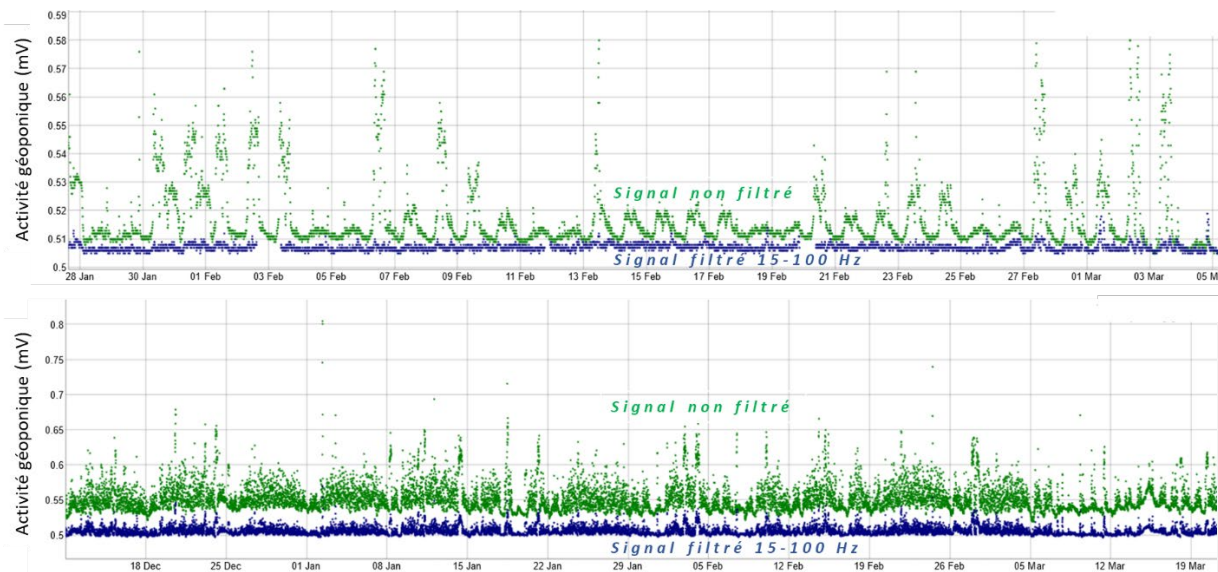 Activité géoponique (mV)
0.59
0.58
0.57
0.56
0.55
0.54
0.53
0.52
0.51
0.5
Signal non filtré
Signal filtré 15-100 Hz
28 Jan 30 Jan 01 Feb 03 Feb 05 Feb 07 Feb 09 Feb 11 Feb 13 Feb 15 Feb 17 Feb 19 Feb 21 Feb 23 Feb 25 Feb 27 Feb 01 Mar 03 Mar 05 M
Activité géoponique (mV)
0.8
0.75
0.7
0.65
0.6
0.55
0.5
Signal non filtré
Signal filtré 15-100 Hz
18 Dec 25 Dec 01 Jan 08 Jan 15 Jan 22 Jan 29 Jan 05 Feb 12 Feb 19 Feb 26 Feb 05 Mar 12 Mar 19 Mar